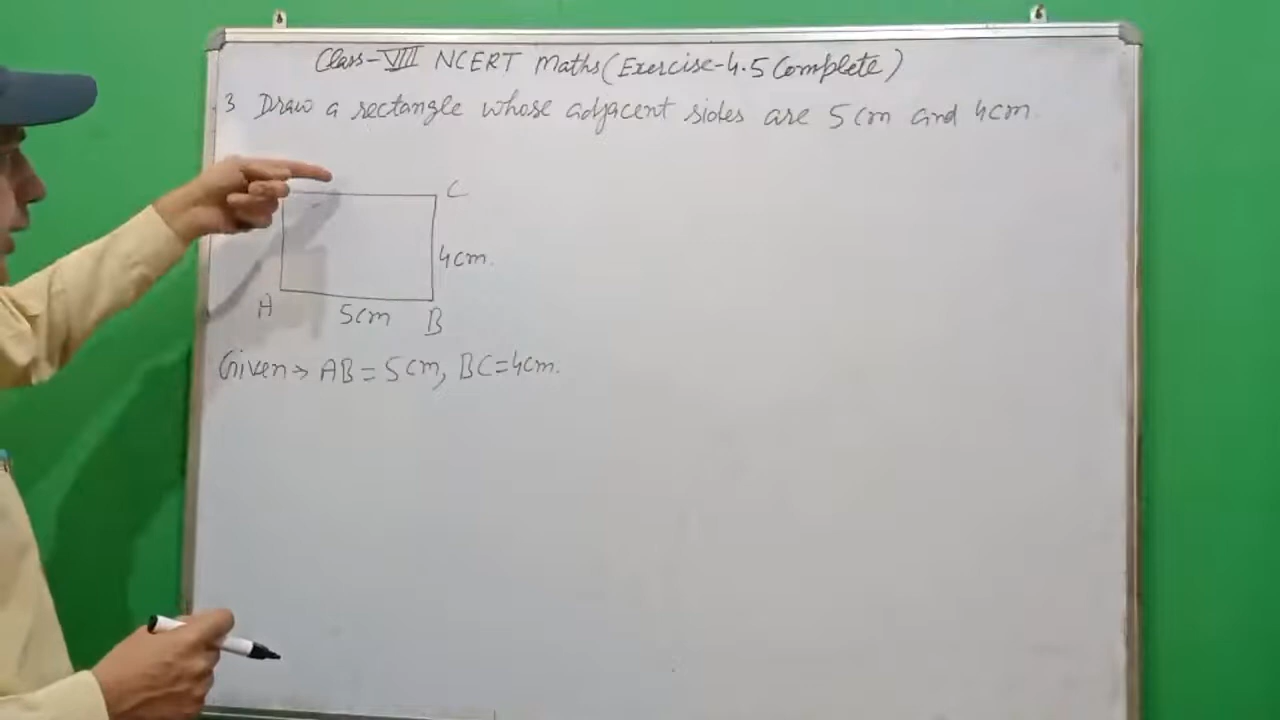 Class-VIII NCERT Maths (Exercise-4.5 Complete)
3 Draw a rectangle whose adjacent sides are 5cm and 4cm.
C
4cm.
A 5cm B
Given→ AB = 5cm, BC=4cm.